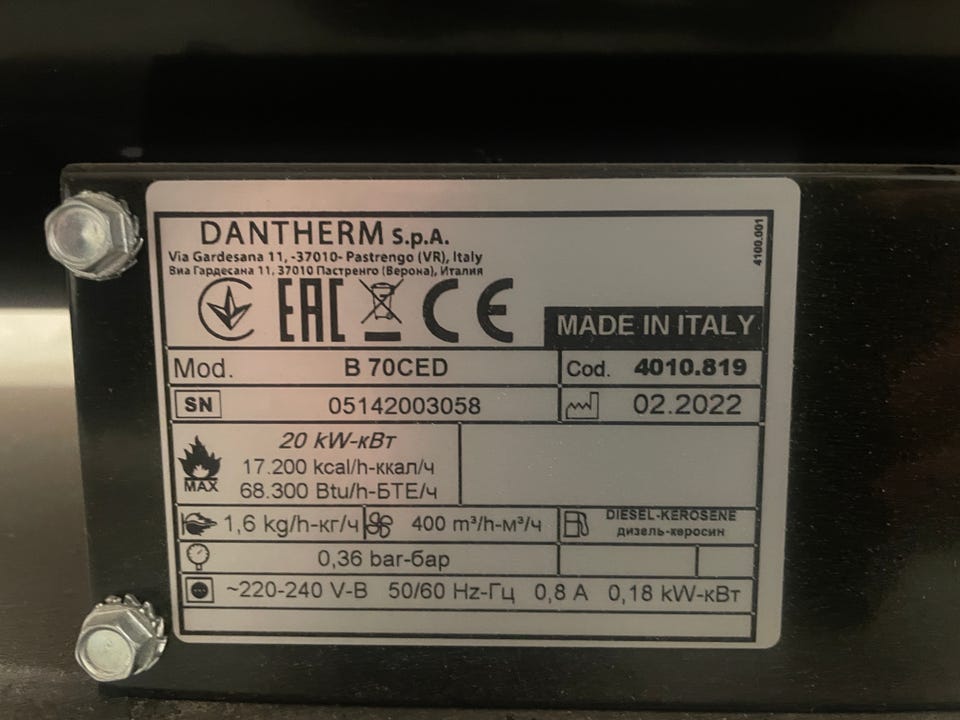 DANTHERM S.p.A.
Via Gardesana 11, -37010- Pastrengo (VR), Italy
Виа Гардесана 11, 37010 Пастренго (Верона), Италия
4100.001
EAC CE
MADE IN ITALY
Mod. B 70CED Cod. 4010.819
SN 05142003058 02.2022
20 kW-кВт
17.200 kcal/h-ккал/ч
MAX 68.300 Btu/h-БТЕ/ч
1,6 kg/h-кг/ч 400 m³/h-м³/ч DIESEL-KEROSENE
дизель-керосин
0,36 bar-бар
~220-240 V-В 50/60 Hz-Гц 0,8 A 0,18 kW-кВт